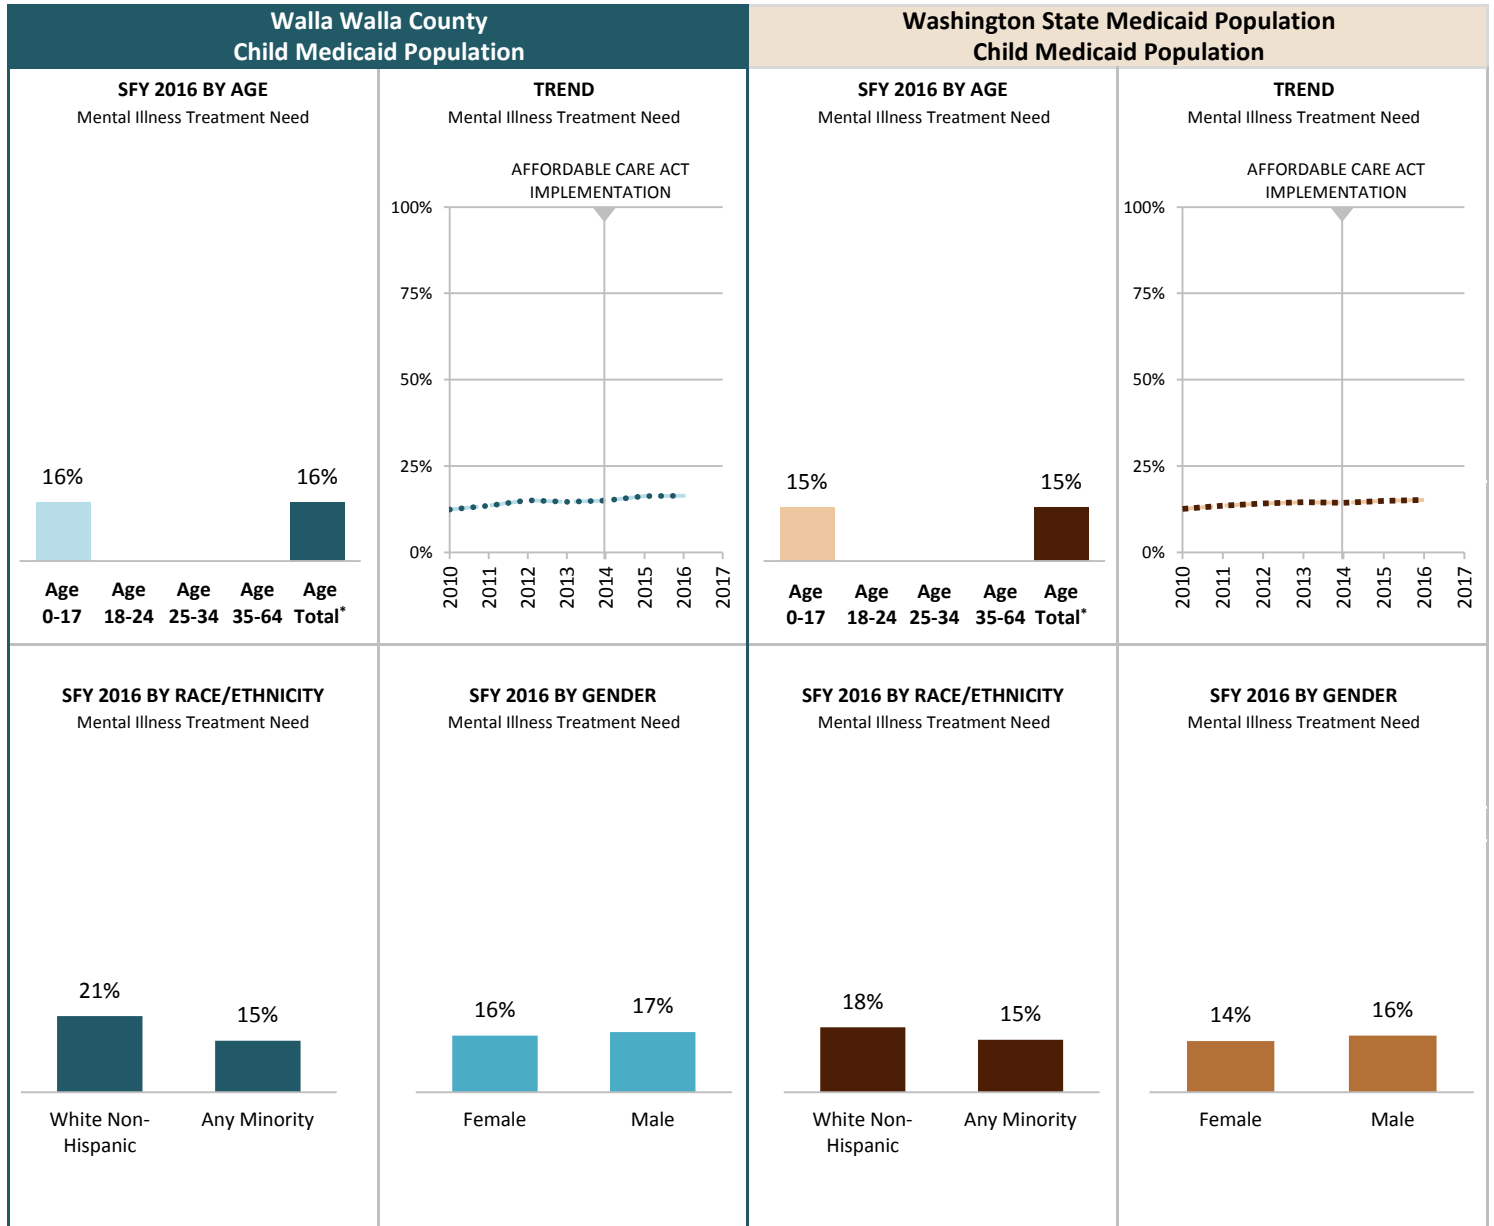 Walla Walla County
Child Medicaid Population
Washington State Medicaid Population
Child Medicaid Population
SFY 2016 BY AGE
Mental Illness Treatment Need
16%
16%
Age 0-17
Age 18-24
Age 25-34
Age 35-64
Age Total*
TREND
Mental Illness Treatment Need
AFFORDABLE CARE ACT
IMPLEMENTATION
100%
75%
50%
25%
0%
2010
2011
2012
2013
2014
2015
2016
2017
SFY 2016 BY AGE
Mental Illness Treatment Need
15%
15%
Age 0-17
Age 18-24
Age 25-34
Age 35-64
Age Total*
TREND
Mental Illness Treatment Need
AFFORDABLE CARE ACT
IMPLEMENTATION
100%
75%
50%
25%
0%
2010
2011
2012
2013
2014
2015
2016
2017
SFY 2016 BY RACE/ETHNICITY
Mental Illness Treatment Need
21%
15%
White Non-
Hispanic
Any Minority
SFY 2016 BY GENDER
Mental Illness Treatment Need
16%
17%
Female
Male
SFY 2016 BY RACE/ETHNICITY
Mental Illness Treatment Need
18%
15%
White Non-
Hispanic
Any Minority
SFY 2016 BY GENDER
Mental Illness Treatment Need
14%
16%
Female
Male